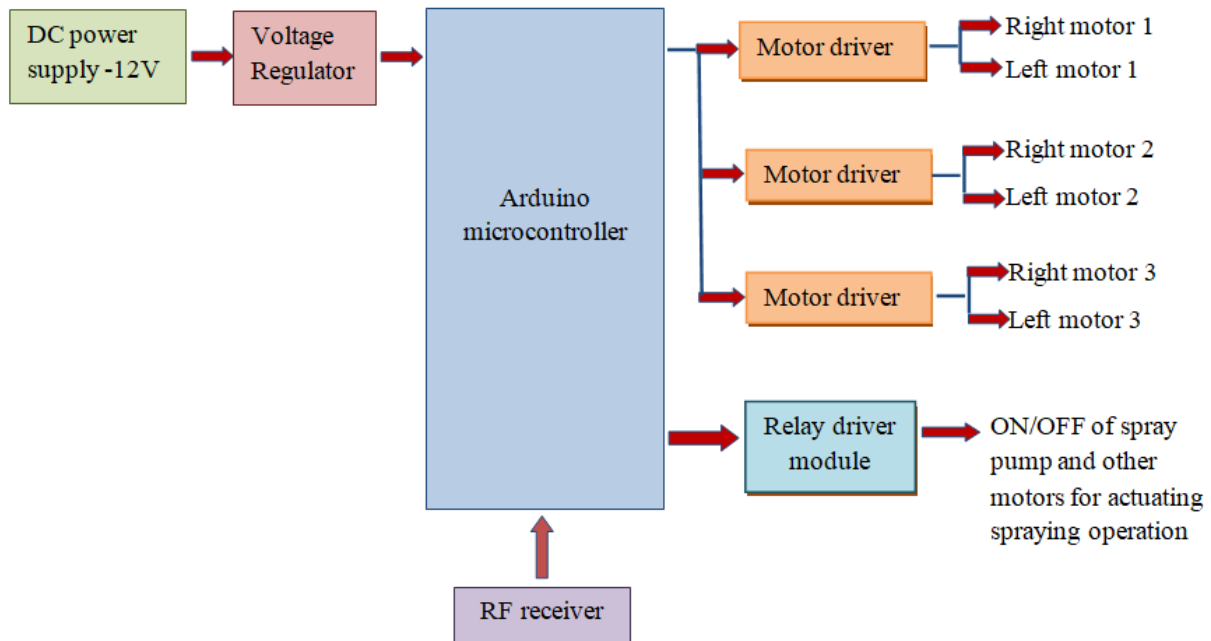 DC power
supply -12V
Voltage
Regulator
Arduino
microcontroller
Motor driver
Right motor 1
Left motor 1
Motor driver
Right motor 2
Left motor 2
Motor driver
Right motor 3
Left motor 3
Relay driver
module
ON/OFF of spray
pump and other
motors for actuating
spraying operation
RF receiver